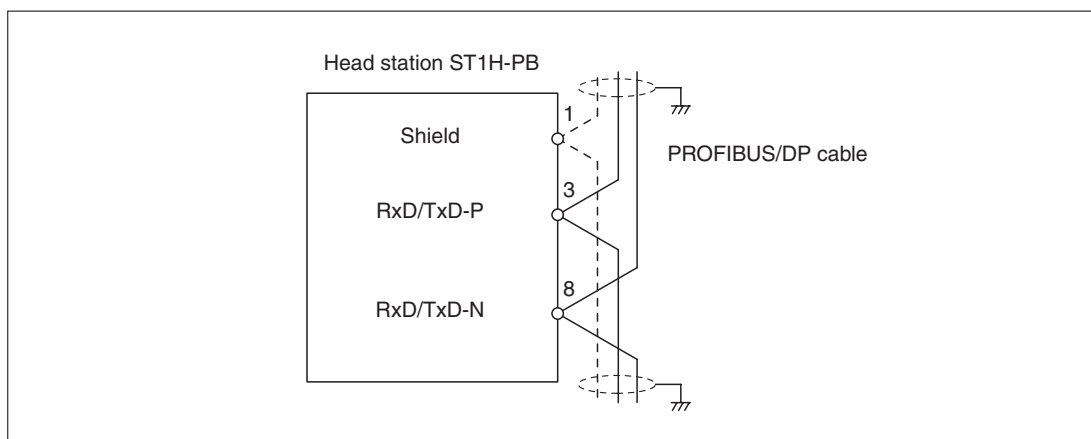 Head station ST1H-PB
1
Shield
PROFIBUS/DP cable
3
RxD/TxD-P
8
RxD/TxD-N